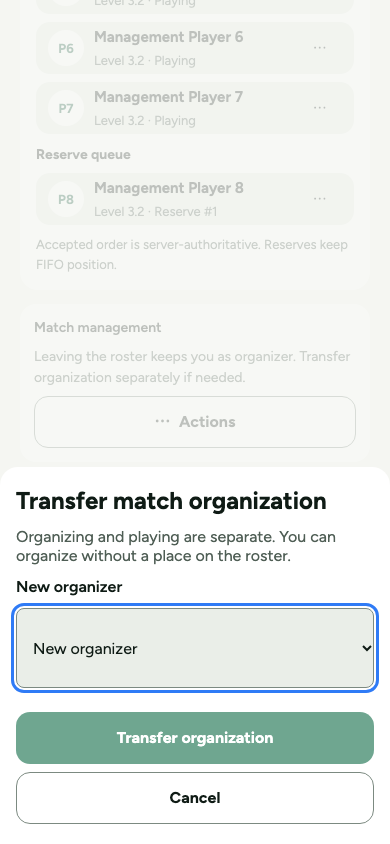 Level 3.2 · Playing
P6
Management Player 6
Level 3.2 · Playing
...
P7
Management Player 7
Level 3.2 · Playing
...
Reserve queue
P8
Management Player 8
Level 3.2 · Reserve #1
...
Accepted order is server-authoritative. Reserves keep
FIFO position.
Match management
Leaving the roster keeps you as organizer. Transfer
organization separately if needed.
... Actions
Transfer match organization
Organizing and playing are separate. You can
organize without a place on the roster.
New organizer
New organizer
Transfer organization
Cancel